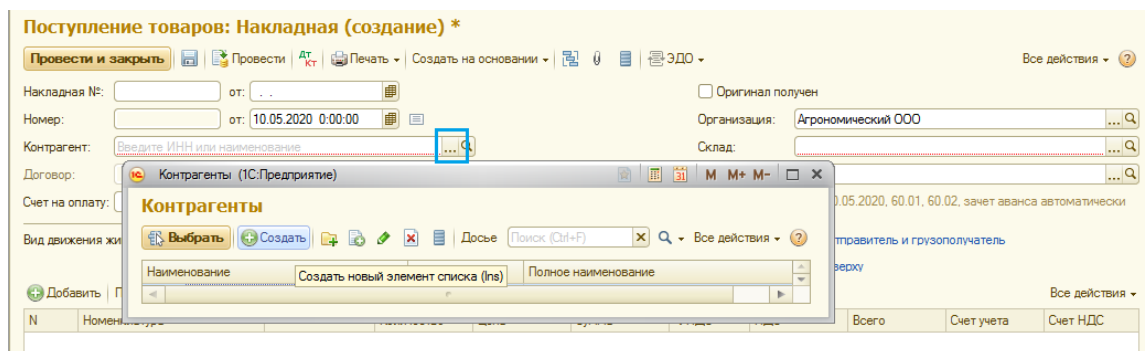 Поступление товаров: Накладная (создание) *
Провести и закрыть Провести Дт Кт Печать Создать на основании ЭДО Все действия ?
Накладная №: от: . . Оригинал получен
Номер: от: 10.05.2020 0:00:00 Организация: Агрономический ООО ...
Контрагент: Введите ИНН или наименование ... Склад: ...
Договор: ...
Контрагенты (1С:Предприятие) 31 M M+ M-
Счет на оплату: .05.2020, 60.01, 60.02, зачет аванса автоматически
Контрагенты
Вид движения жи тправитель и грузополучатель
Выбрать Создать Досье Поиск (Ctrl+F) Все действия ?
верху
Наименование Полное наименование
Создать новый элемент списка (Ins)
Добавить П Все действия
N Всего Счет учета Счет НДС